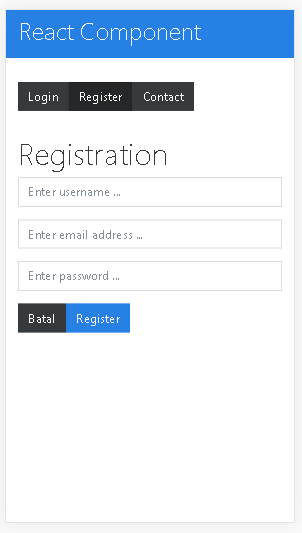 React Component
Login Register Contact
Registration
Enter username ...
Enter email address ...
Enter password ...
Batal Register